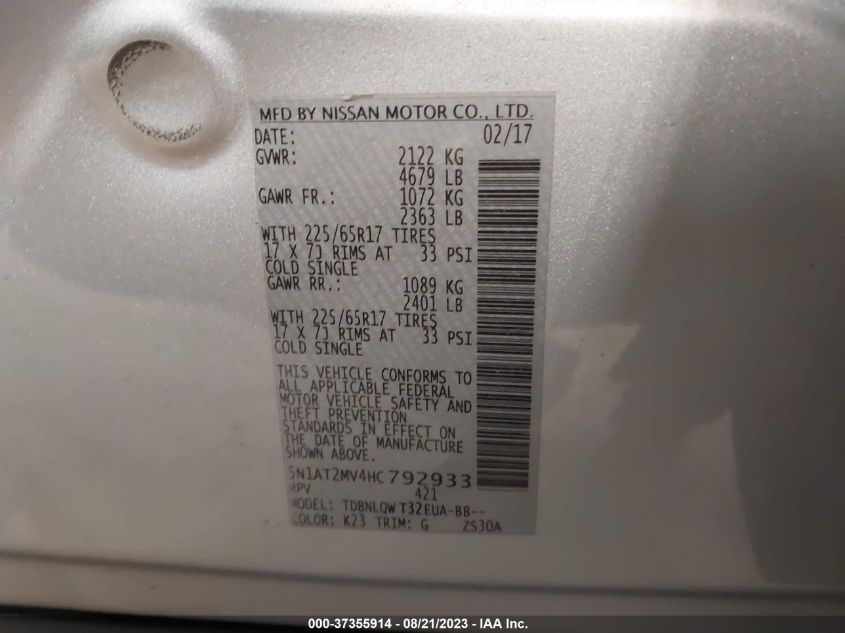 MFD BY NISSAN MOTOR CO., LTD.
DATE: 02/17
GVWR: 2122 KG
4679 LB
GAWR FR.: 1072 KG
2363 LB
WITH 225/65R17 TIRES
17 X 7J RIMS AT 33 PSI
COLD SINGLE
GAWR RR.: 1089 KG
2401 LB
WITH 225/65R17 TIRES
17 X 7J RIMS AT 33 PSI
COLD SINGLE
THIS VEHICLE CONFORMS TO
ALL APPLICABLE FEDERAL
MOTOR VEHICLE SAFETY AND
THEFT PREVENTION
STANDARDS IN EFFECT ON
THE DATE OF MANUFACTURE
SHOWN ABOVE.
5N1AT2MV4HC792933
MPV 421
MODEL: TDBNLQW T32EUA-BB--
COLOR: K23 TRIM: G ZS30A
000-37355914 - 08/21/2023 - IAA Inc.